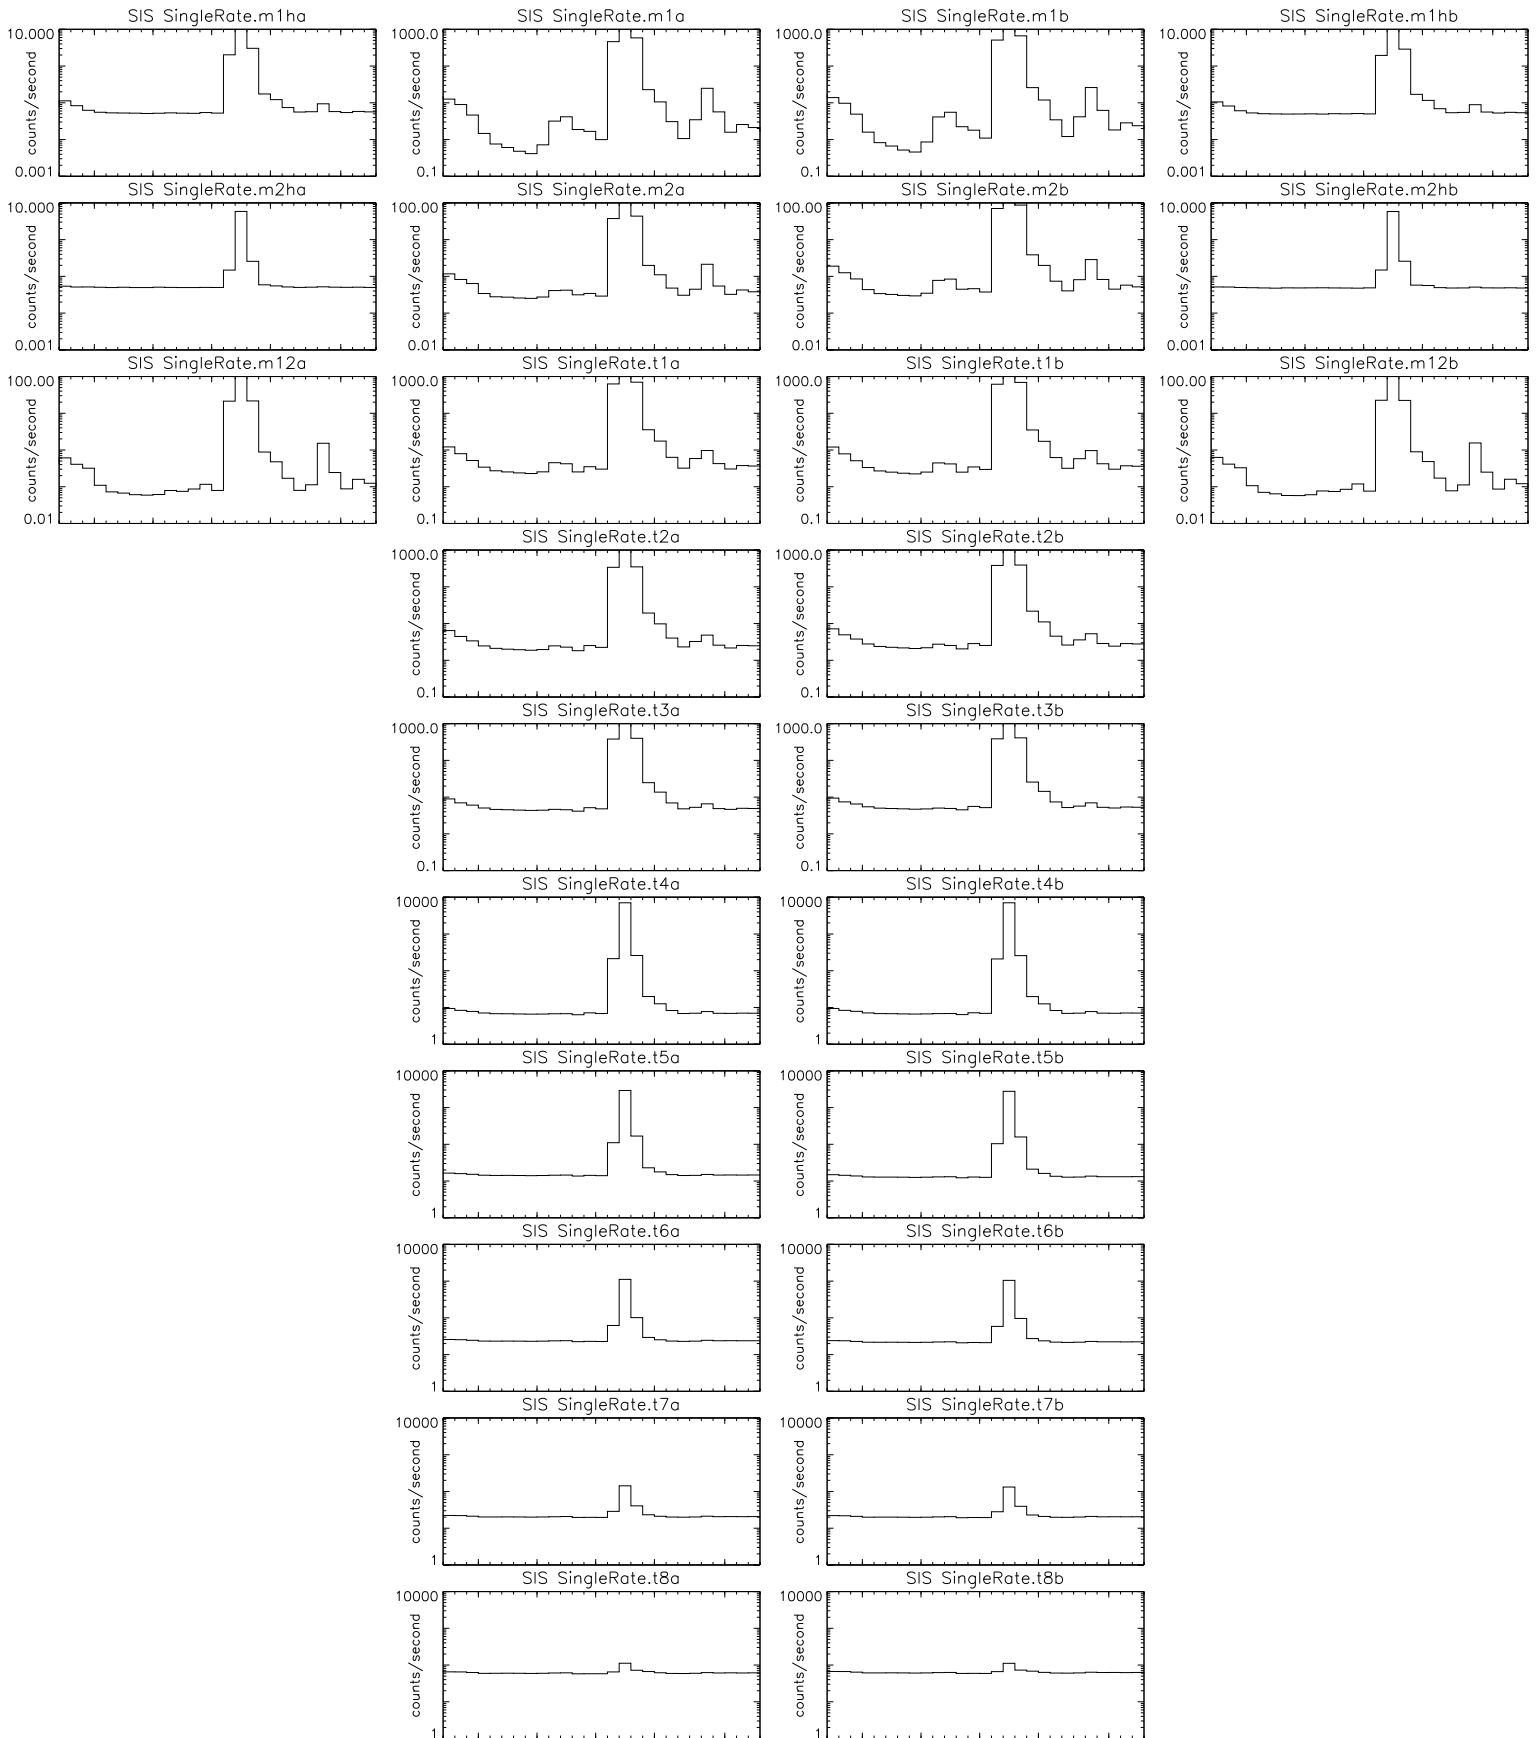 SIS SingleRate.m1ha
SIS SingleRate.m1a
SIS SingleRate.m1b
SIS SingleRate.m1hb
10.000
counts/second
0.001
1000.0
counts/second
0.1
1000.0
counts/second
0.1
10.000
counts/second
0.001
SIS SingleRate.m2ha
SIS SingleRate.m2a
SIS SingleRate.m2b
SIS SingleRate.m2hb
10.000
counts/second
0.001
100.00
counts/second
0.01
100.00
counts/second
0.01
10.000
counts/second
0.001
SIS SingleRate.m12a
SIS SingleRate.t1a
SIS SingleRate.t1b
SIS SingleRate.m12b
100.00
counts/second
0.01
1000.0
counts/second
0.1
1000.0
counts/second
0.1
100.00
counts/second
0.01
SIS SingleRate.t2a
SIS SingleRate.t2b
1000.0
counts/second
0.1
1000.0
counts/second
0.1
SIS SingleRate.t3a
SIS SingleRate.t3b
1000.0
counts/second
0.1
1000.0
counts/second
0.1
SIS SingleRate.t4a
SIS SingleRate.t4b
10000
counts/second
1
10000
counts/second
1
SIS SingleRate.t5a
SIS SingleRate.t5b
10000
counts/second
1
10000
counts/second
1
SIS SingleRate.t6a
SIS SingleRate.t6b
10000
counts/second
1
10000
counts/second
1
SIS SingleRate.t7a
SIS SingleRate.t7b
10000
counts/second
1
10000
counts/second
1
SIS SingleRate.t8a
SIS SingleRate.t8b
10000
counts/second
1
10000
counts/second
1